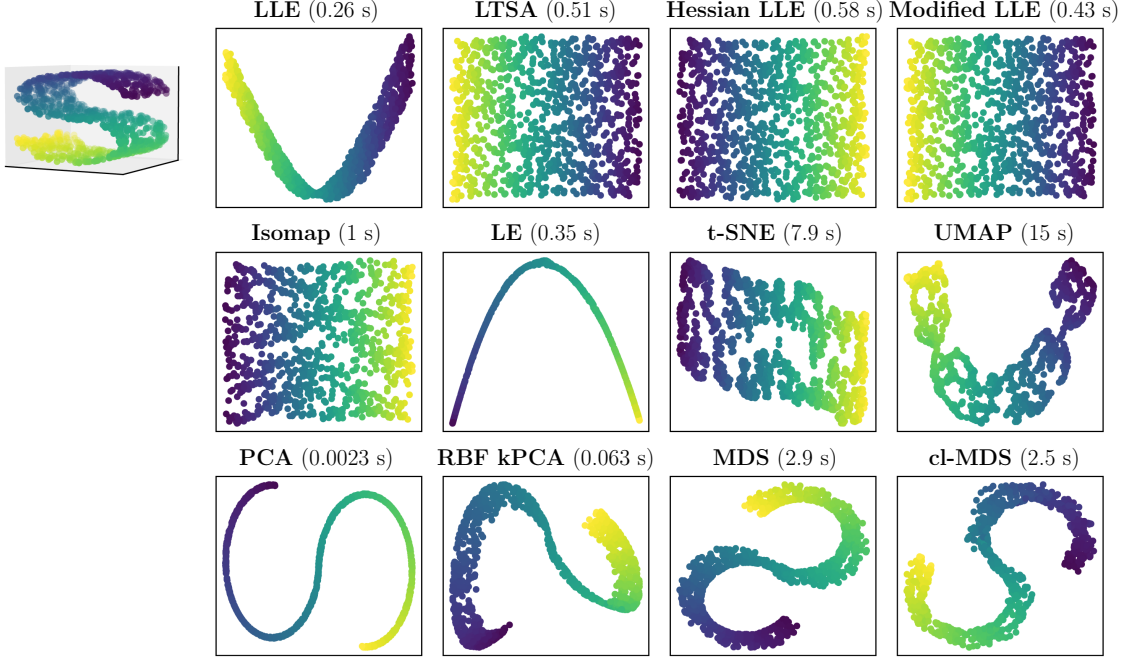 LLE (0.26 s)
LTSA (0.51 s)
Hessian LLE (0.58 s)
Modified LLE (0.43 s)
Isomap (1 s)
LE (0.35 s)
t-SNE (7.9 s)
UMAP (15 s)
PCA (0.0023 s)
RBF kPCA (0.063 s)
MDS (2.9 s)
cl-MDS (2.5 s)